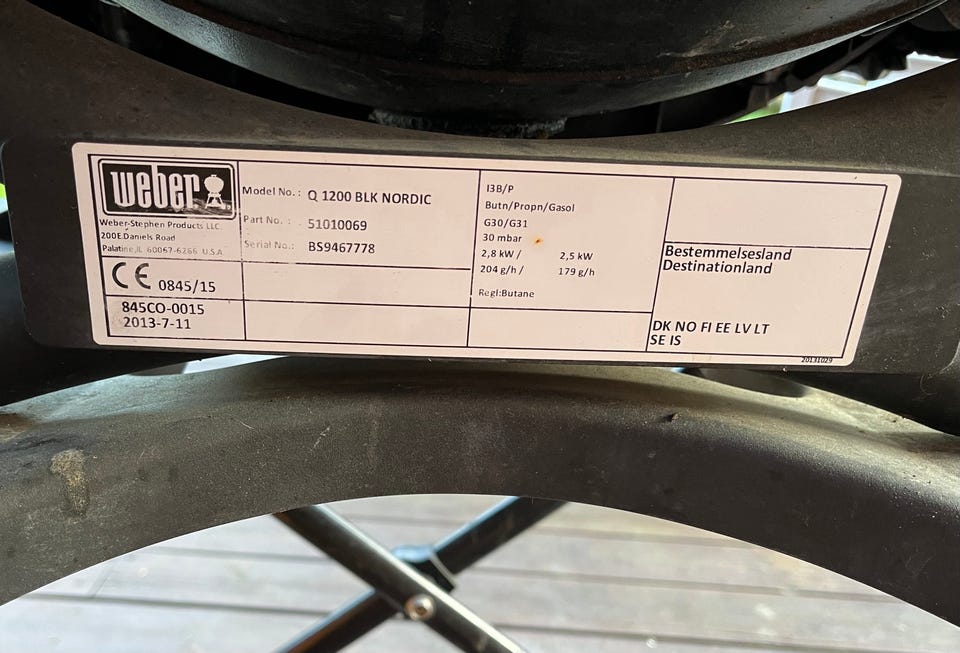 weber
Weber-Stephen Products LLC.
200E.Daniels Road
Palatine,IL 60067-6266 U.S.A.
CE 0845/15
845CO-0015
2013-7-11
Model No.: Q 1200 BLK NORDIC
Part No. : 51010069
Serial No.: BS9467778
I3B/P
Butn/Propn/Gasol
G30/G31
30 mbar
2,8 kW / 2,5 kW
204 g/h / 179 g/h
Regl:Butane
Bestemmelsesland
Destinationland
DK NO FI EE LV LT
SE IS
20131029